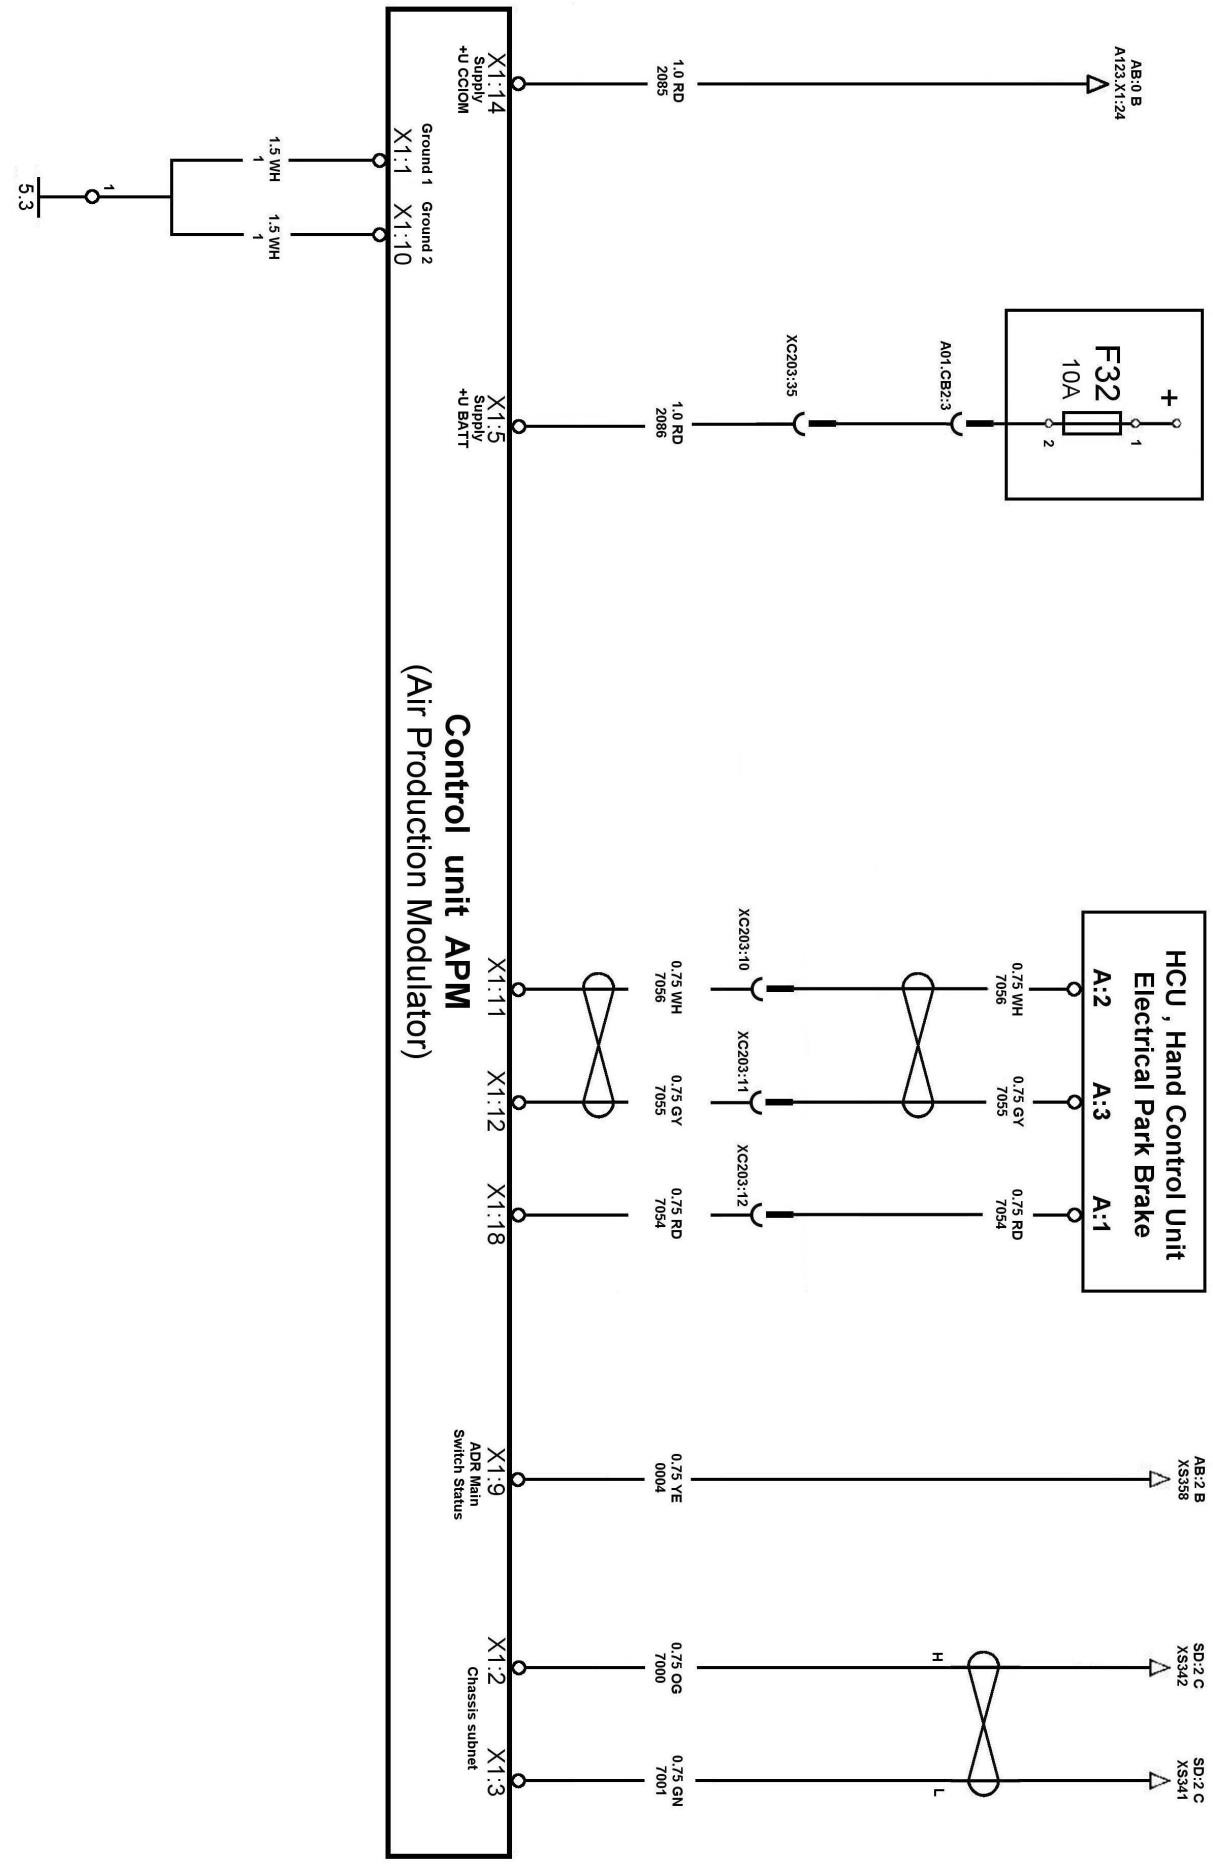 AB:0 B
A123.X1:24
+
F32
10A
1
2
HCU , Hand Control Unit
Electrical Park Brake
A:2
A:3
A:1
AB:2 B
XS358
SD:2 C
XS342
SD:2 C
XS341
A01.CB2:3
0.75 WH
7056
0.75 GY
7055
0.75 RD
7054
H
L
XC203:35
XC203:10
XC203:11
XC203:12
1.0 RD
2085
1.0 RD
2086
0.75 WH
7056
0.75 GY
7055
0.75 RD
7054
0.75 YE
0004
0.75 OG
7000
0.75 GN
7001
X1:14
Supply
+U CCIOM
X1:5
Supply
+U BATT
X1:11
X1:12
X1:18
X1:9
ADR Main
Switch Status
X1:2
Chassis subnet
X1:3
Control unit APM
(Air Production Modulator)
Ground 1
X1:1
Ground 2
X1:10
1.5 WH
1
1.5 WH
1
1
5.3